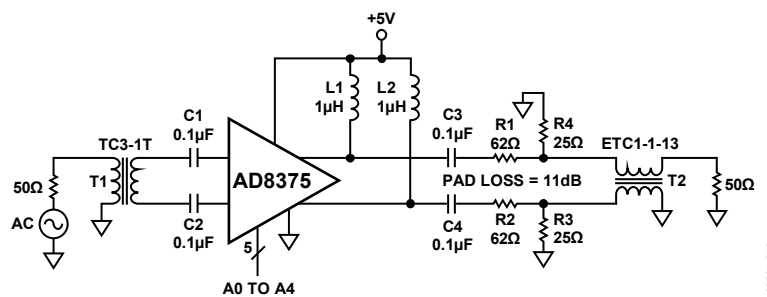 +5V
L1
1µH
L2
1µH
C1
0.1µF
C3
0.1µF
R1
62Ω
R4
25Ω
TC3-1T
ETC1-1-13
50Ω
T1
AD8375
PAD LOSS = 11dB
T2
50Ω
AC
C2
0.1µF
5
C4
0.1µF
R2
62Ω
R3
25Ω
A0 TO A4